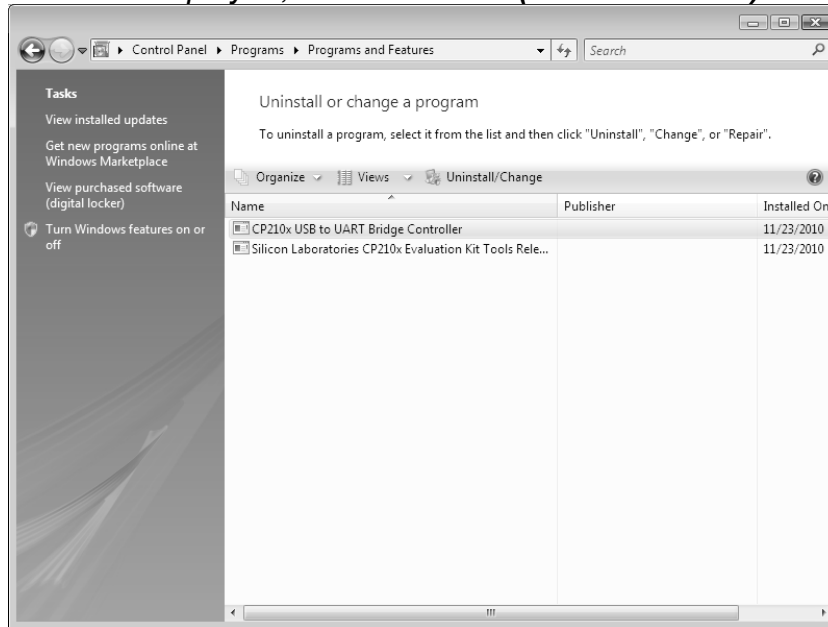 Control Panel ▸ Programs ▸ Programs and Features
Search
Tasks
View installed updates
Get new programs online at
Windows Marketplace
View purchased software
(digital locker)
Turn Windows features on or
off
Uninstall or change a program
To uninstall a program, select it from the list and then click "Uninstall", "Change", or "Repair".
Organize Views Uninstall/Change
Name Publisher Installed On
CP210x USB to UART Bridge Controller 11/23/2010
Silicon Laboratories CP210x Evaluation Kit Tools Rele... 11/23/2010